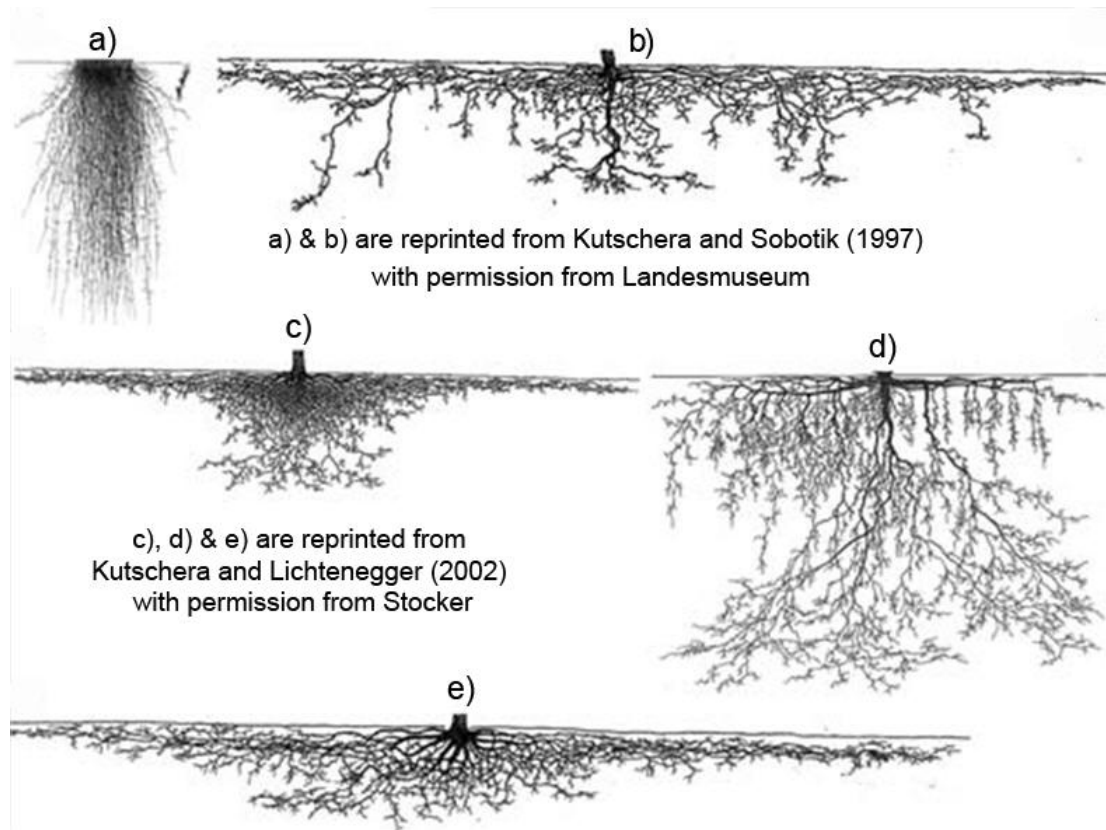 a)
b)
a) & b) are reprinted from Kutschera and Sobotik (1997)
with permission from Landesmuseum
c)
d)
c), d) & e) are reprinted from
Kutschera and Lichtenegger (2002)
with permission from Stocker
e)